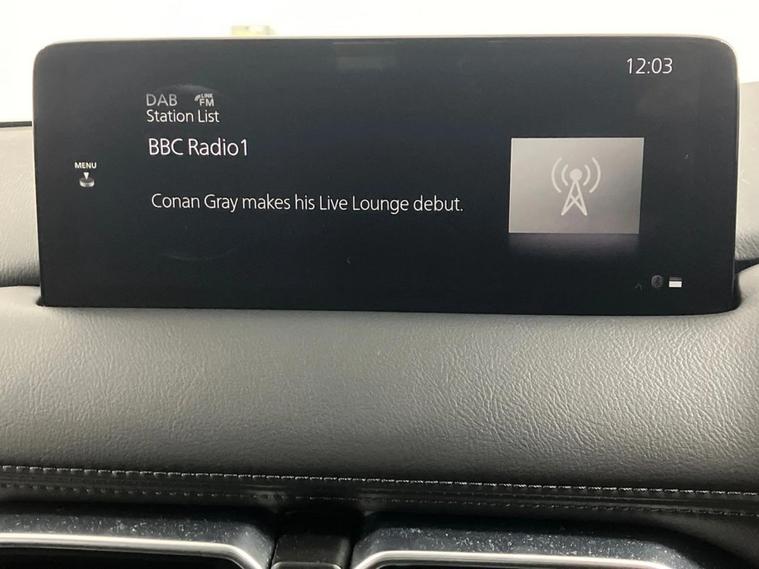 12:03
DAB LINK FM
Station List
BBC Radio1
MENU
Conan Gray makes his Live Lounge debut.